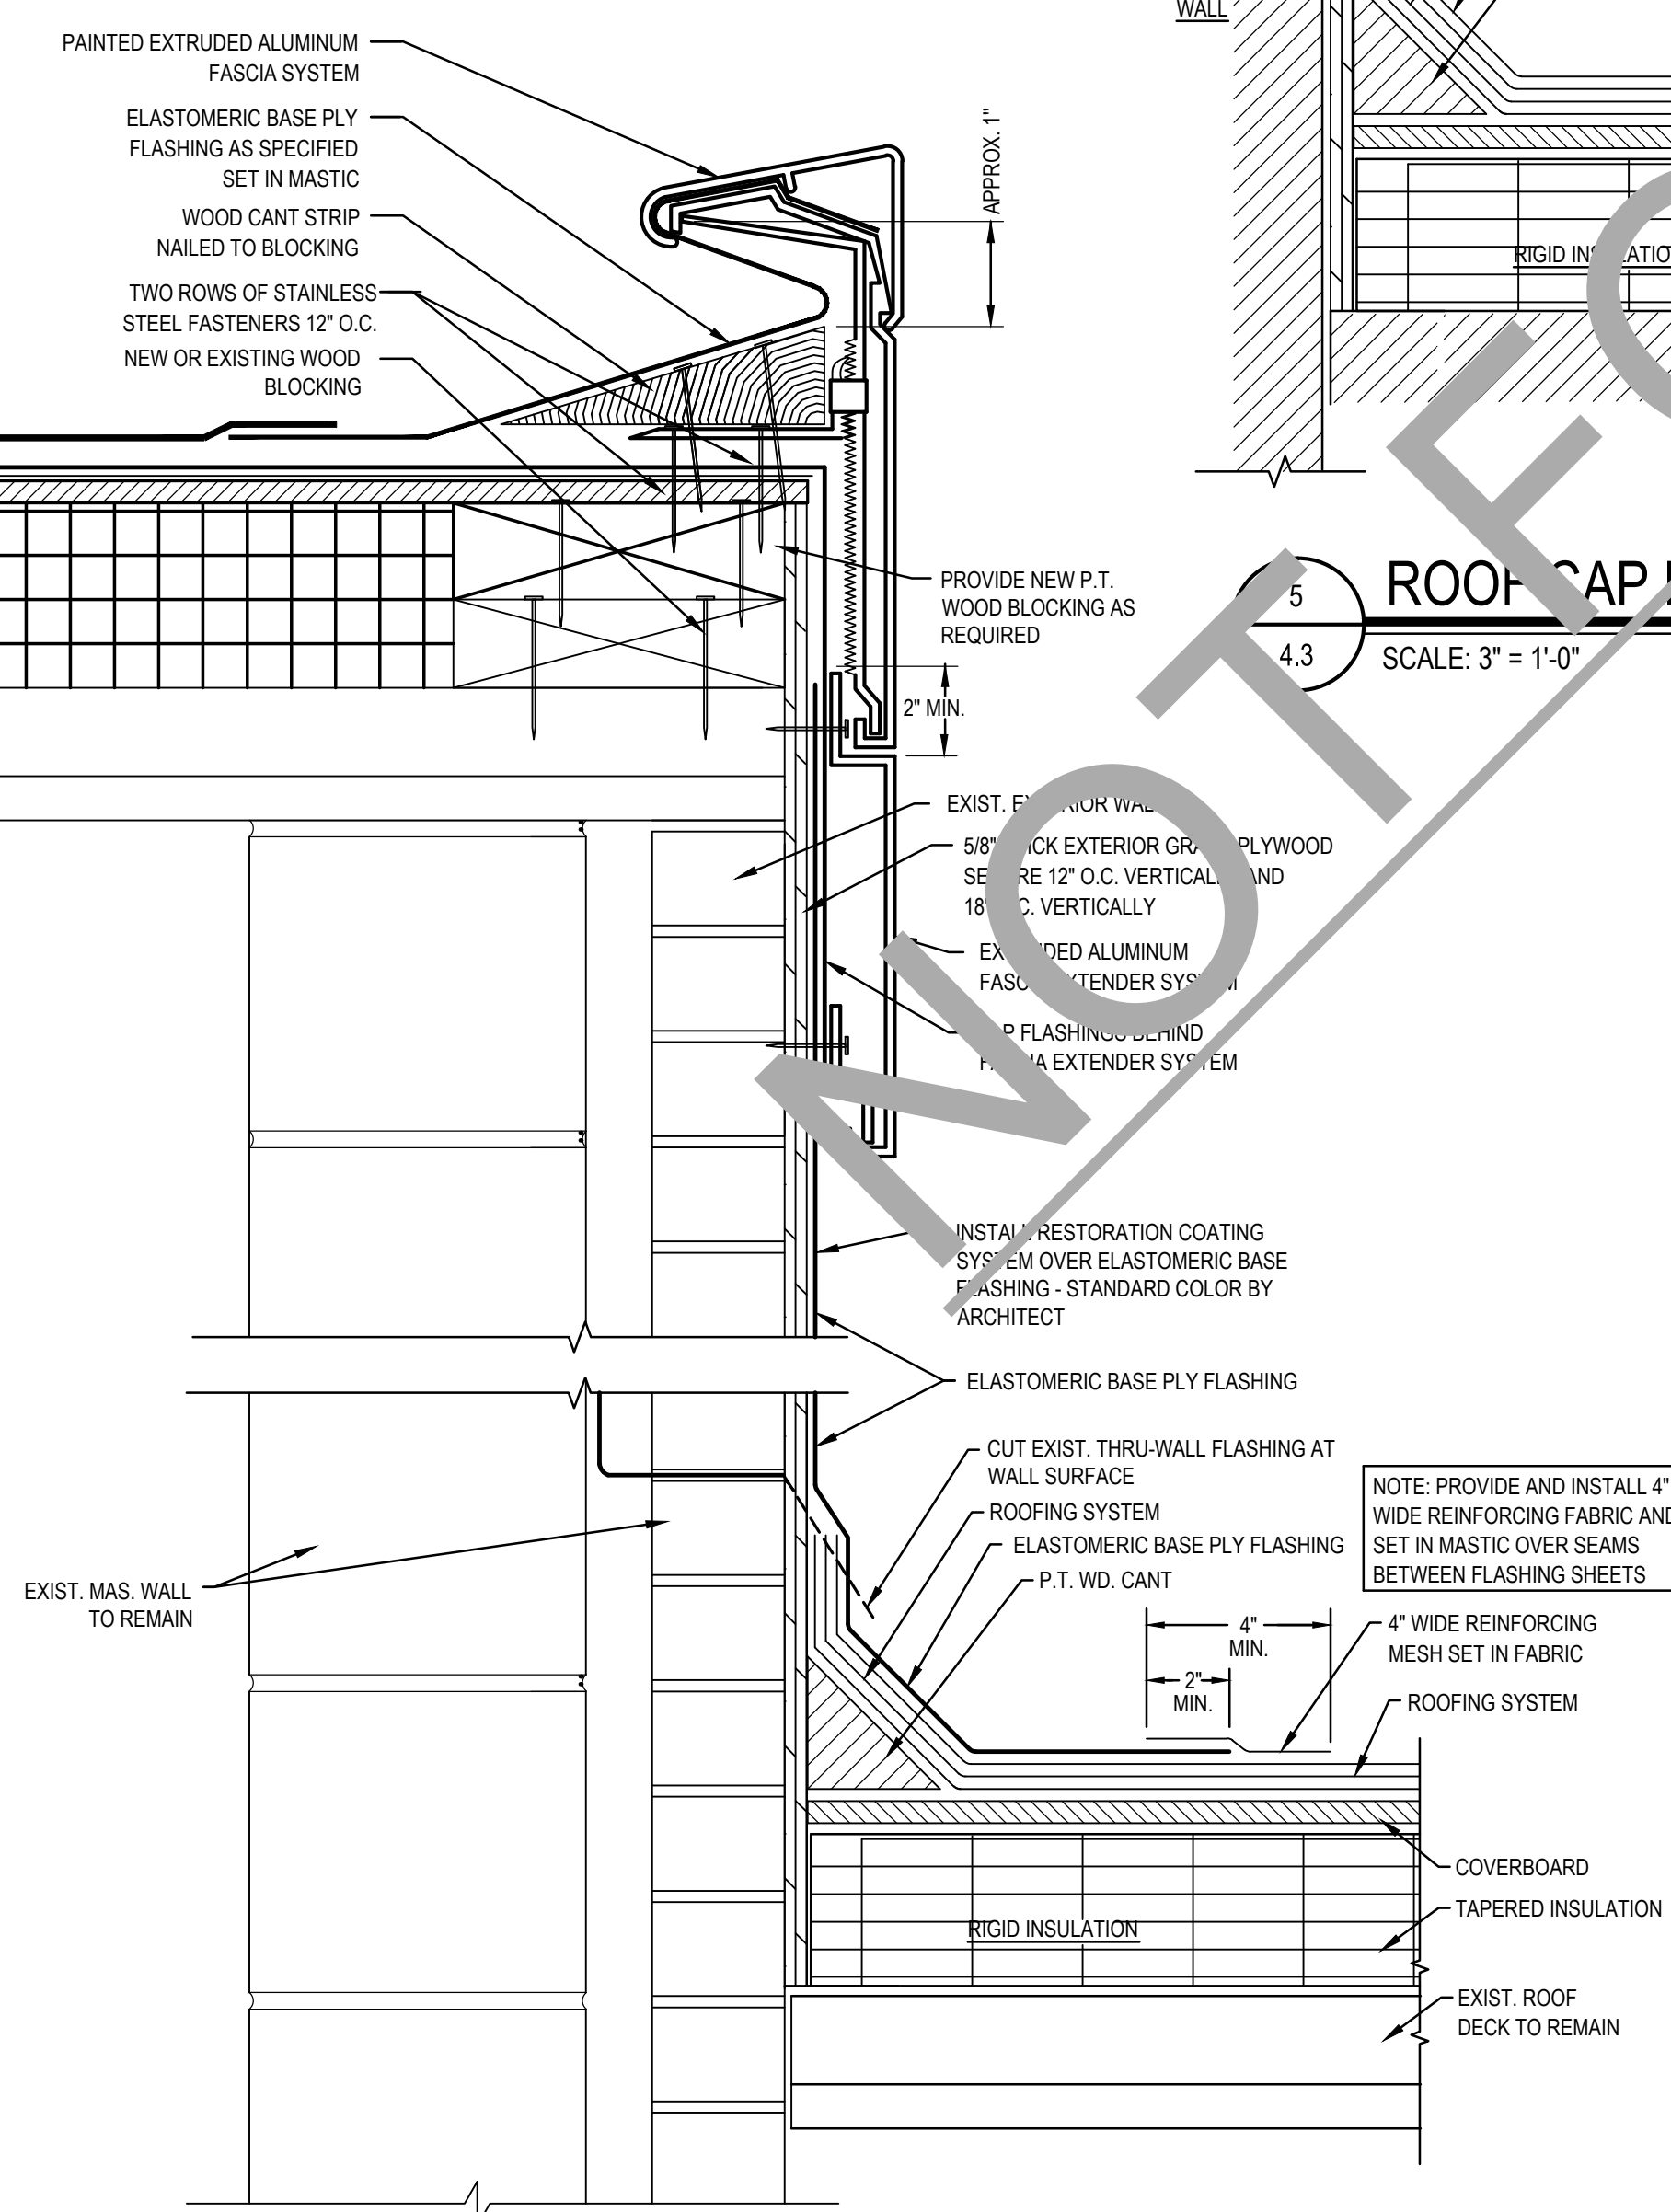 PAINTED EXTRUDED ALUMINUM
FASCIA SYSTEM
ELASTOMERIC BASE PLY
FLASHING AS SPECIFIED
SET IN MASTIC
WOOD CANT STRIP
NAILED TO BLOCKING
TWO ROWS OF STAINLESS
STEEL FASTENERS 12" O.C.
NEW OR EXISTING WOOD
BLOCKING
APPROX. 1"
WALL
RIGID
5
4.3
SCALE: 3" = 1'-0"
PROVIDE NEW P.T.
WOOD BLOCKING AS
REQUIRED
2" MIN.
EXIST.
5/8" EXTERIOR PLYWOOD
12" O.C. AND
VERTICALLY
ALUMINUM
FLASHINGS BEHIND
EXTENDER SYSTEM
INSTALL RESTORATION COATING
SYSTEM OVER ELASTOMERIC BASE
FLASHING - STANDARD COLOR BY
ARCHITECT
ELASTOMERIC BASE PLY FLASHING
CUT EXIST. THRU-WALL FLASHING AT
WALL SURFACE
ROOFING SYSTEM
ELASTOMERIC BASE PLY FLASHING
P.T. WD. CANT
NOTE: PROVIDE AND INSTALL 4"
WIDE REINFORCING FABRIC AND
SET IN MASTIC OVER SEAMS
BETWEEN FLASHING SHEETS
EXIST. MAS. WALL
TO REMAIN
4"
MIN.
2"
MIN.
4" WIDE REINFORCING
MESH SET IN FABRIC
ROOFING SYSTEM
COVERBOARD
TAPERED INSULATION
RIGID INSULATION
EXIST. ROOF
DECK TO REMAIN
NOT